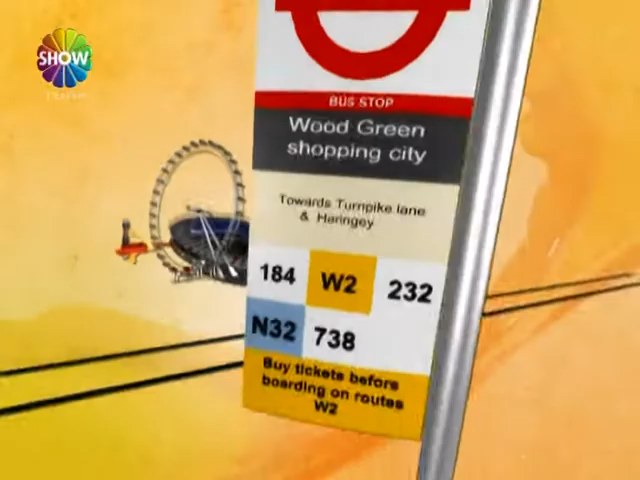 SHOW
BUS STOP
Wood Green
shopping city
Towards Turnpike lane
& Haringey
184 W2 232
N32 738
Buy tickets before
boarding on routes
W2